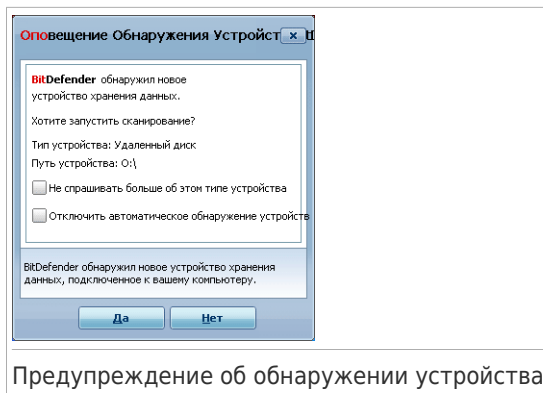 Оповещение Обнаружения Устройст
BitDefender обнаружил новое
устройство хранения данных.
Хотите запустить сканирование?
Тип устройства: Удаленный диск
Путь устройства: O:\
Не спрашивать больше об этом типе устройства
Отключить автоматическое обнаружение устройств
BitDefender обнаружил новое устройство хранения
данных, подключенное к вашему компьютеру.
Да
Нет
Предупреждение об обнаружении устройства